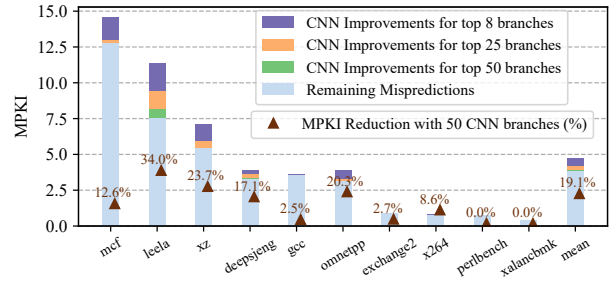 15.0
12.5
10.0
7.5
5.0
2.5
0.0
MPKI
CNN Improvements for top 8 branches
CNN Improvements for top 25 branches
CNN Improvements for top 50 branches
Remaining Mispredictions
MPKI Reduction with 50 CNN branches (%)
12.6%
34.0%
23.7%
17.1%
2.5%
20.3%
2.7%
8.6%
0.0%
0.0%
19.1%
mcf
leela
xz
deepsjeng
gcc
omnetpp
exchange2
x264
perlbench
xalancbmk
mean